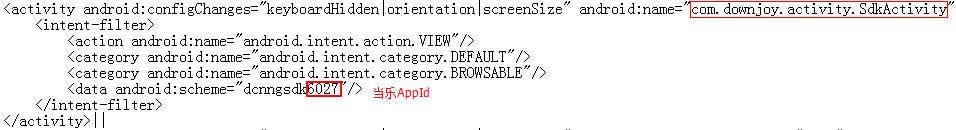 <activity android:configChanges="keyboardHidden|orientation|screenSize" android:name="com.downjoy.activity.SdkActivity"
<intent-filter>
<action android:name="android.intent.action.VIEW"/>
<category android:name="android.intent.category.DEFAULT"/>
<category android:name="android.intent.category.BROWSABLE"/>
<data android:scheme="dcnngsdk6027"/> 当乐AppId
</intent-filter>
</activity>||